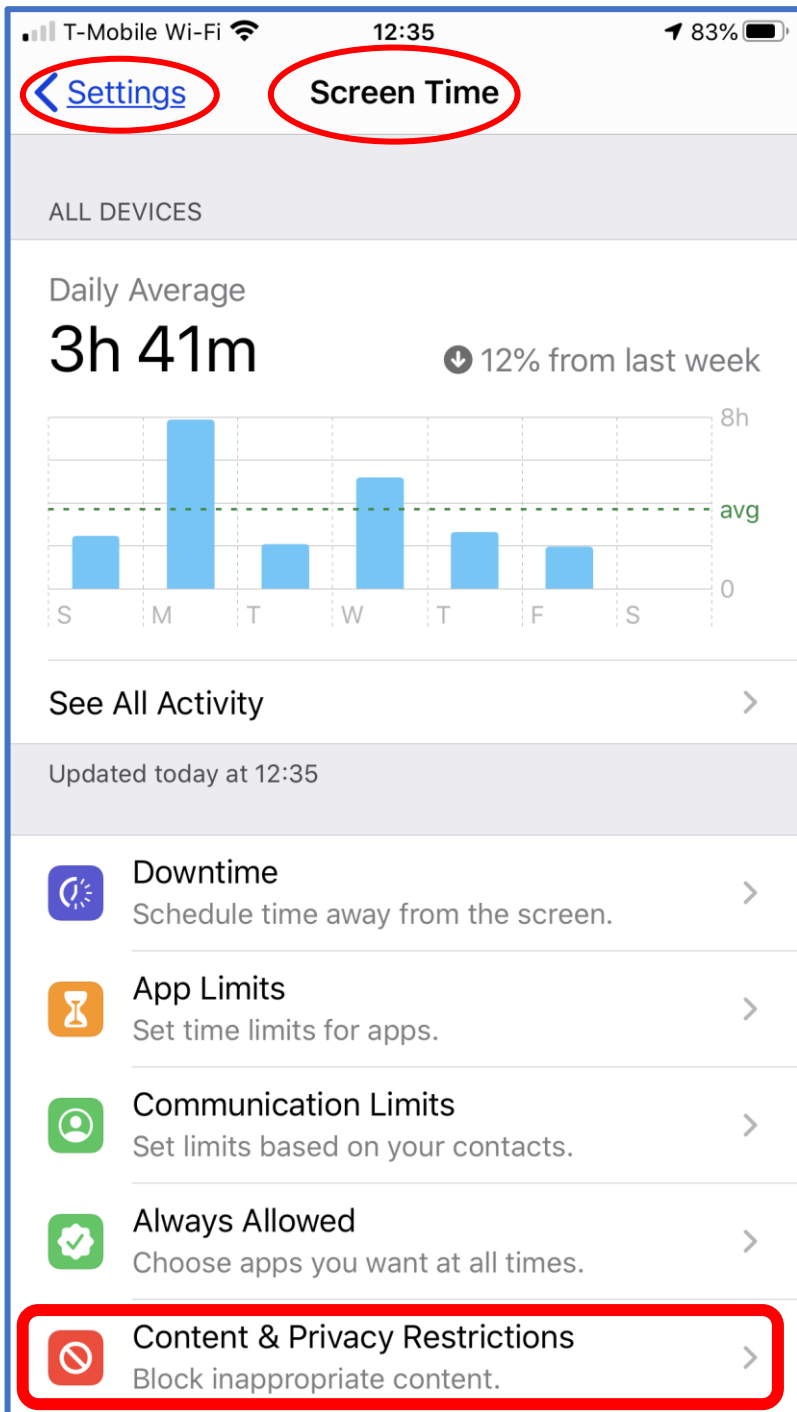 T-Mobile Wi-Fi 12:35 83%
Settings Screen Time
ALL DEVICES
Daily Average
3h 41m 12% from last week
8h
avg
0
S M T W T F S
See All Activity
Updated today at 12:35
Downtime
Schedule time away from the screen.
App Limits
Set time limits for apps.
Communication Limits
Set limits based on your contacts.
Always Allowed
Choose apps you want at all times.
Content & Privacy Restrictions
Block inappropriate content.